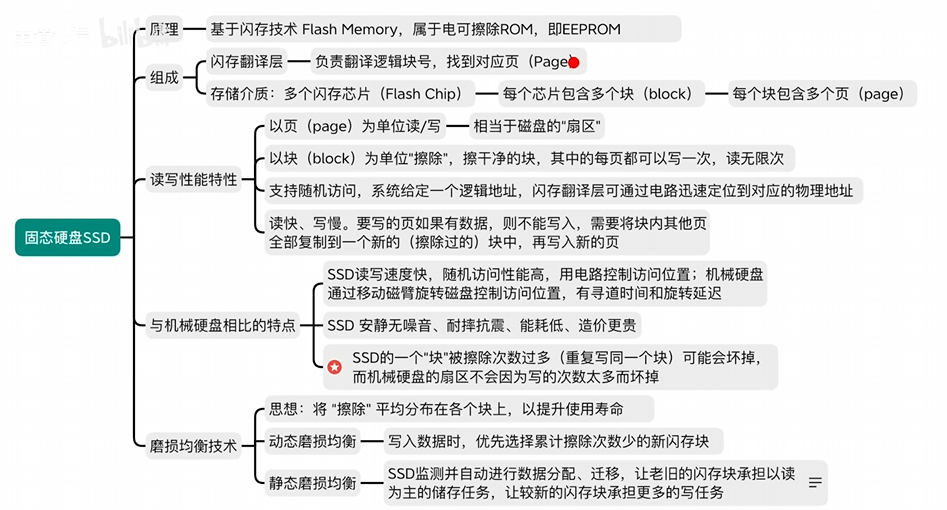 原理
基于闪存技术 Flash Memory，属于电可擦除ROM，即EEPROM
组成
闪存翻译层
负责翻译逻辑块号，找到对应页（Page
存储介质：多个闪存芯片（Flash Chip）
每个芯片包含多个块（block）
每个块包含多个页（page）
固态硬盘SSD
读写性能特性
以页（page）为单位读/写
相当于磁盘的“扇区"
以块（block）为单位"擦除"，擦干净的块，其中的每页都可以写一次，读无限次
支持随机访问，系统给定一个逻辑地址，闪存翻译层可通过电路迅速定位到对应的物理地址
读快、写慢。要写的页如果有数据，则不能写入，需要将块内其他页
全部复制到一个新的（擦除过的）块中，再写入新的页
与机械硬盘相比的特点
SSD读写速度快，随机访问性能高，用电路控制访问位置；机械硬盘
通过移动磁臂旋转磁盘控制访问位置，有寻道时间和旋转延迟
SSD 安静无噪音、耐摔抗震、能耗低、造价更贵
SSD的一个"块"被擦除次数过多（重复写同一个块）可能会坏掉，
而机械硬盘的扇区不会因为写的次数太多而坏掉
磨损均衡技术
思想：将 "擦除" 平均分布在各个块上，以提升使用寿命
动态磨损均衡
写入数据时，优先选择累计擦除次数少的新闪存块
静态磨损均衡
SSD监测并自动进行数据分配、迁移，让老旧的闪存块承担以读
为主的储存任务，让较新的闪存块承担更多的写任务